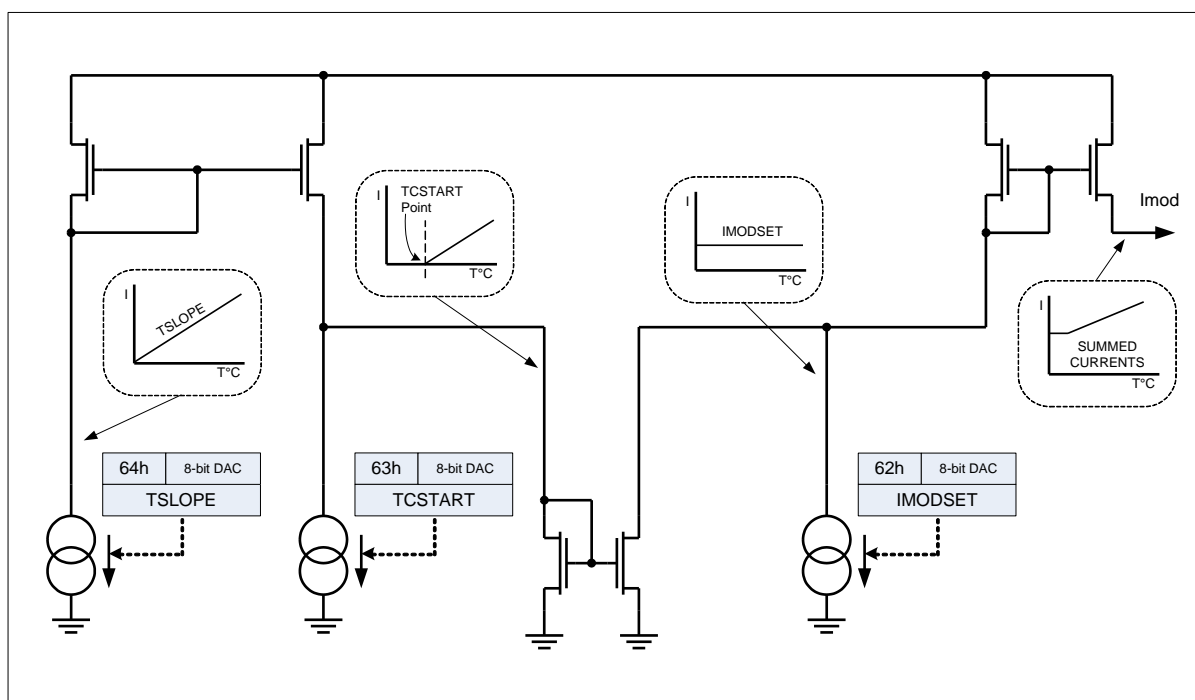 TCSTART
Point
I
T°C
I
IMODSET
T°C
Imod
I
TSLOPE
T°C
I
SUMMED
CURRENTS
T°C
64h 8-bit DAC
TSLOPE
63h 8-bit DAC
TCSTART
62h 8-bit DAC
IMODSET